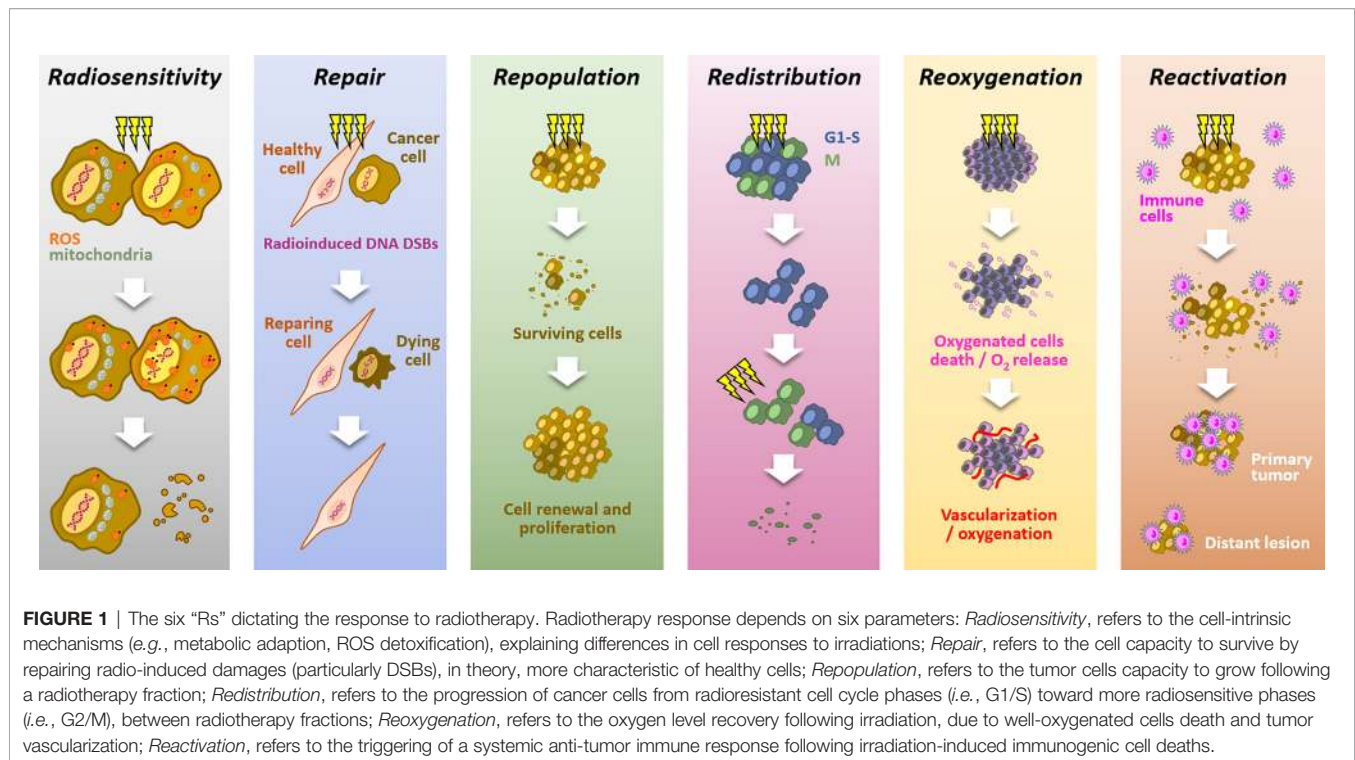 Radiosensitivity
ROS
mitochondria
Repair
Healthy
cell
Cancer
cell
Radioinduced DNA DSBs
Reparing
cell
Dying
cell
Repopulation
Surviving cells
Cell renewal and
proliferation
Redistribution
G1-S
M
Reoxygenation
Oxygenated cells
death / O₂ release
Vascularization
/ oxygenation
Reactivation
Immune
cells
Primary
tumor
Distant lesion
FIGURE 1 | The six “Rs” dictating the response to radiotherapy. Radiotherapy response depends on six parameters: Radiosensitivity, refers to the cell-intrinsic
mechanisms (e.g., metabolic adaption, ROS detoxification), explaining differences in cell responses to irradiations; Repair, refers to the cell capacity to survive by
repairing radio-induced damages (particularly DSBs), in theory, more characteristic of healthy cells; Repopulation, refers to the tumor cells capacity to grow following
a radiotherapy fraction; Redistribution, refers to the progression of cancer cells from radioresistant cell cycle phases (i.e., G1/S) toward more radiosensitive phases
(i.e., G2/M), between radiotherapy fractions; Reoxygenation, refers to the oxygen level recovery following irradiation, due to well-oxygenated cells death and tumor
vascularization; Reactivation, refers to the triggering of a systemic anti-tumor immune response following irradiation-induced immunogenic cell deaths.